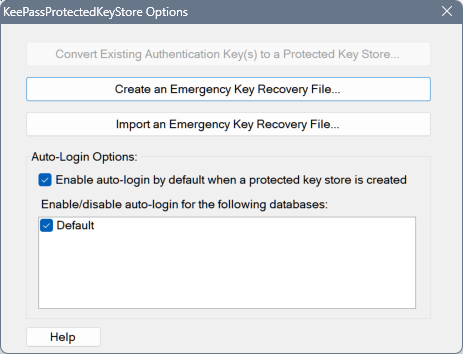 KeePassProtectedKeyStore Options
Convert Existing Authentication Key(s) to a Protected Key Store...
Create an Emergency Key Recovery File...
Import an Emergency Key Recovery File...
Auto-Login Options:
Enable auto-login by default when a protected key store is created
Enable/disable auto-login for the following databases:
Default
Help